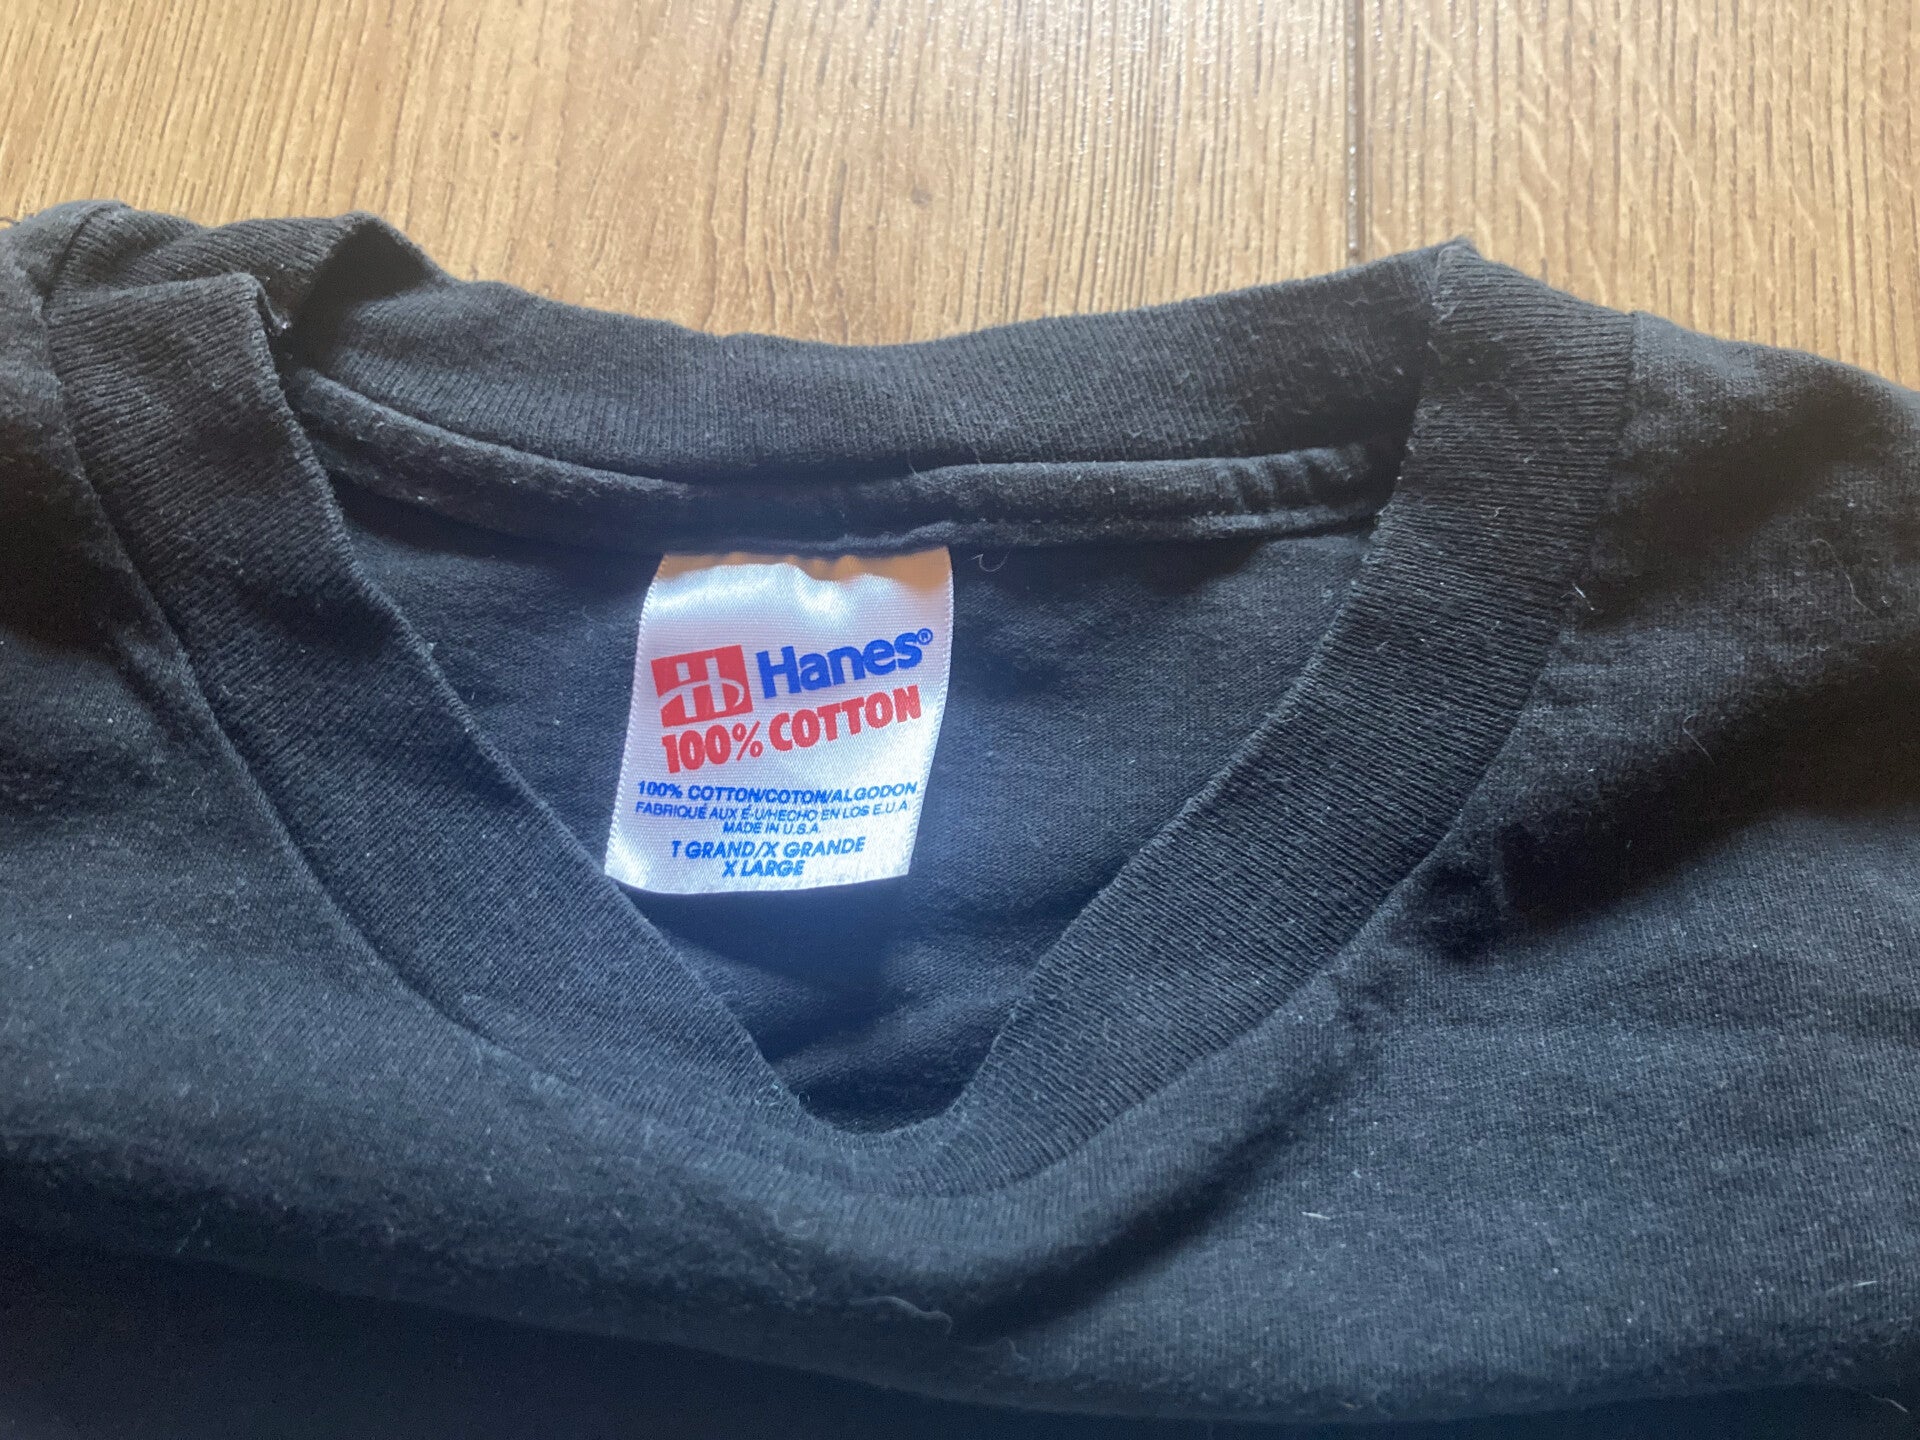 Hanes®
100% COTTON
100% COTTON/COTON/ALGODON
FABRIQUÉ AUX É-U/HECHO EN LOS E.U.A.
MADE IN U.S.A.
T GRAND/X GRANDE
X LARGE